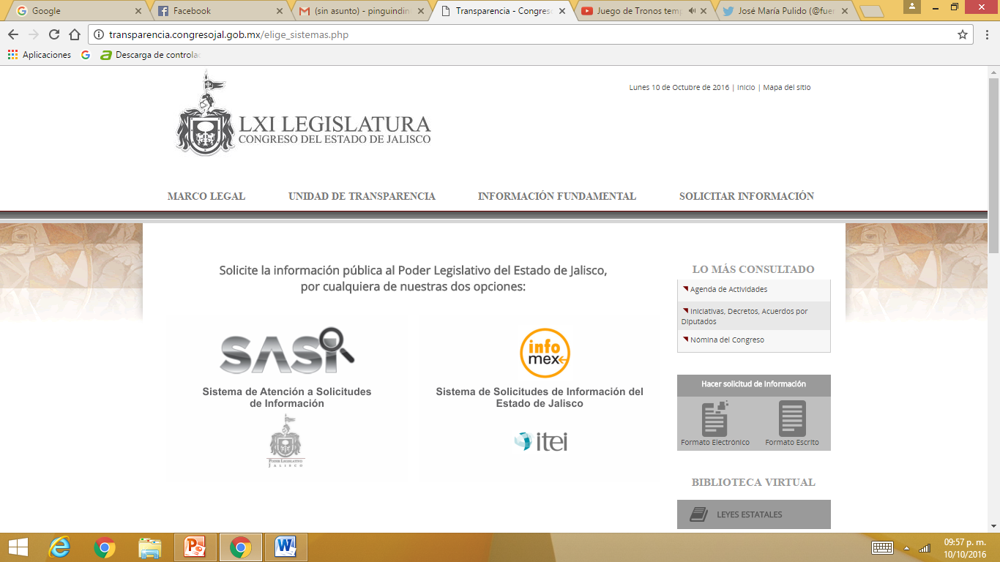 Google
Facebook
(sin asunto) - pinguindin
Transparencia - Congres
Juego de Tronos tem
José María Pulido (@fue
transparencia.congresojal.gob.mx/elige_sistemas.php
Aplicaciones
Descarga de controla
Lunes 10 de Octubre de 2016 | Inicio | Mapa del sitio
LXI LEGISLATURA
CONGRESO DEL ESTADO DE JALISCO
MARCO LEGAL
UNIDAD DE TRANSPARENCIA
INFORMACIÓN FUNDAMENTAL
SOLICITAR INFORMACIÓN
Solicite la información pública al Poder Legislativo del Estado de Jalisco,
por cualquiera de nuestras dos opciones:
SASI
Sistema de Atención a Solicitudes
de Información
PODER LEGISLATIVO
JALISCO
info
mex
Sistema de Solicitudes de Información del
Estado de Jalisco
itei
LO MÁS CONSULTADO
Agenda de Actividades
Iniciativas, Decretos, Acuerdos por
Diputados
Nómina del Congreso
Hacer solicitud de Información
Formato Electrónico
Formato Escrito
BIBLIOTECA VIRTUAL
LEYES ESTATALES
09:57 p. m.
10/10/2016